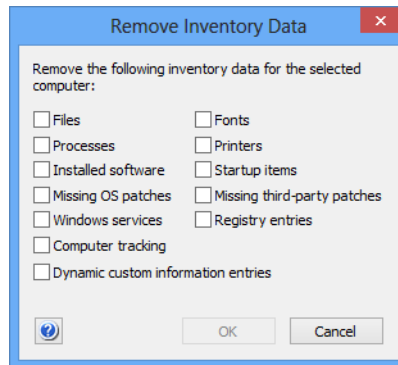 Remove Inventory Data
Remove the following inventory data for the selected
computer:
Files
Fonts
Processes
Printers
Installed software
Startup items
Missing OS patches
Missing third-party patches
Windows services
Registry entries
Computer tracking
Dynamic custom information entries
OK
Cancel